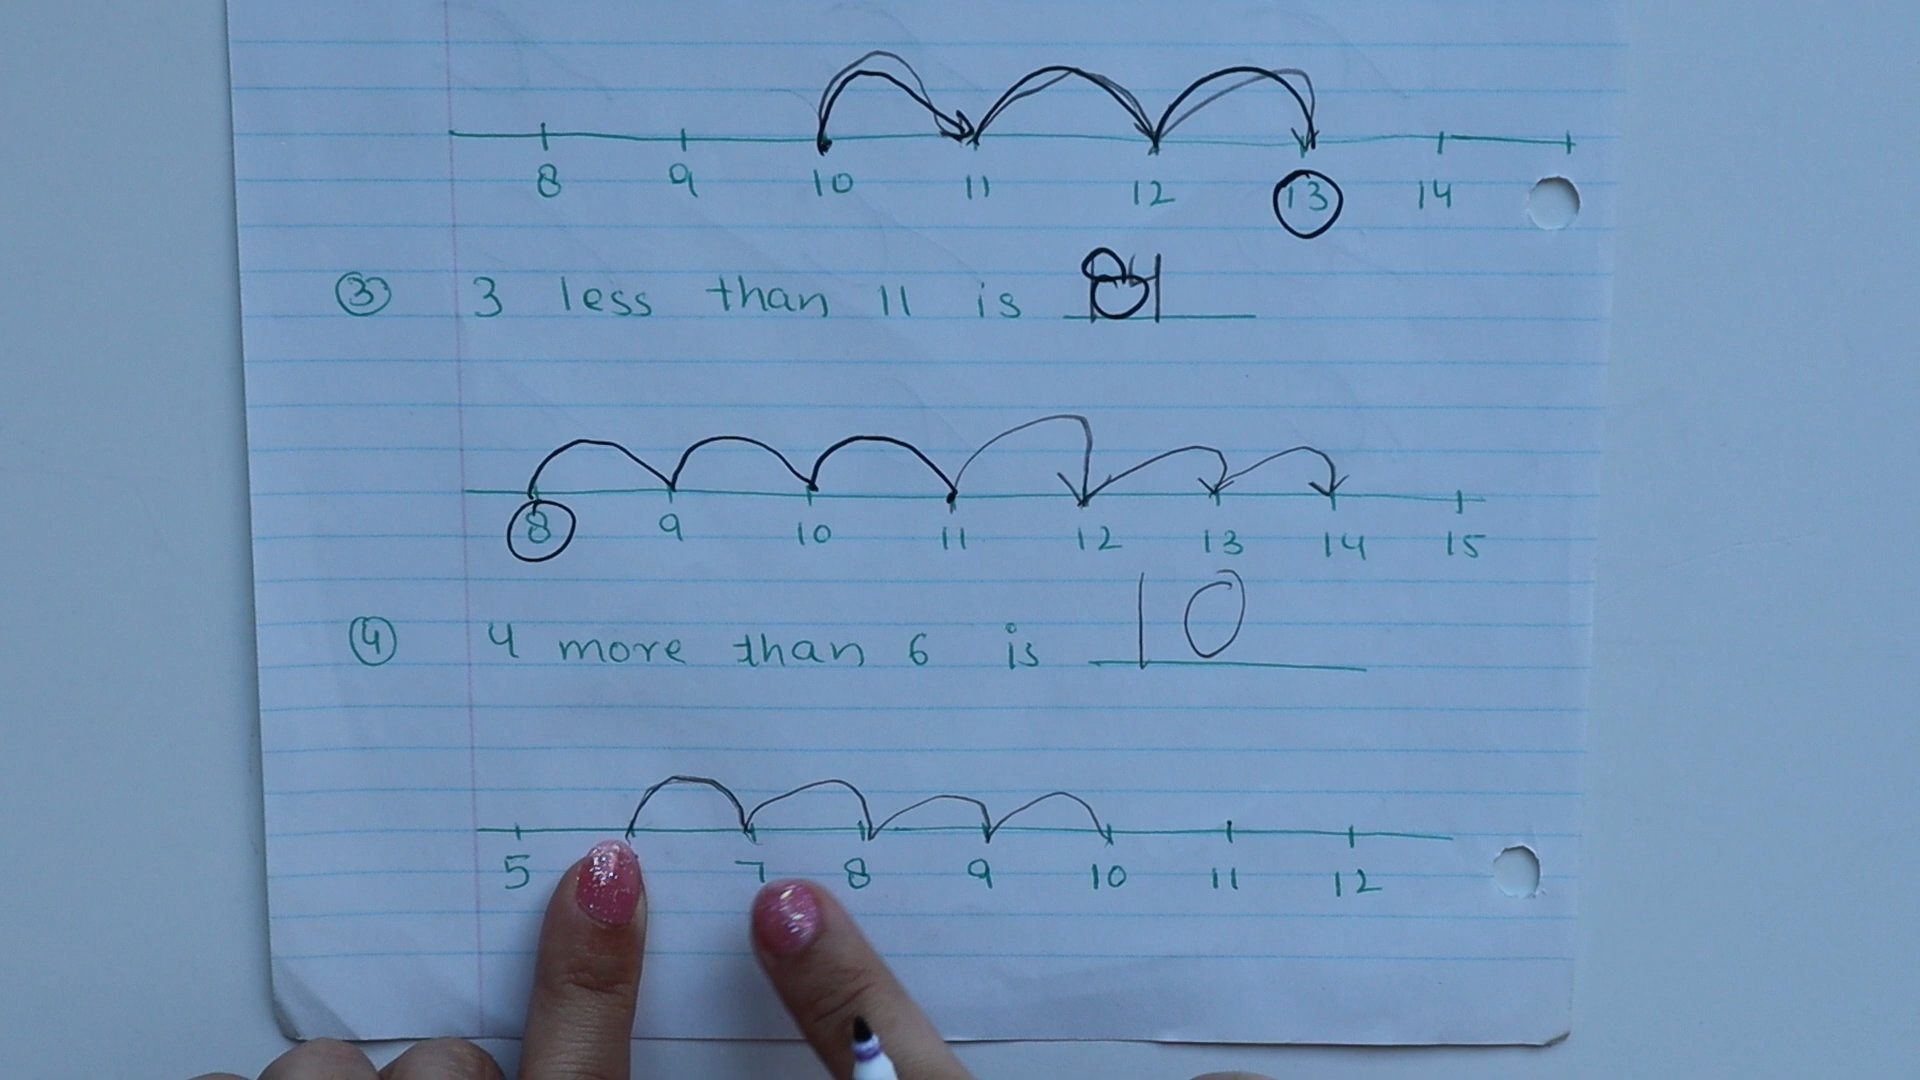 8 9 10 11 12 13 14
③ 3 less than 11 is 8
8 9 10 11 12 13 14 15
④ 4 more than 6 is 10
5 7 8 9 10 11 12